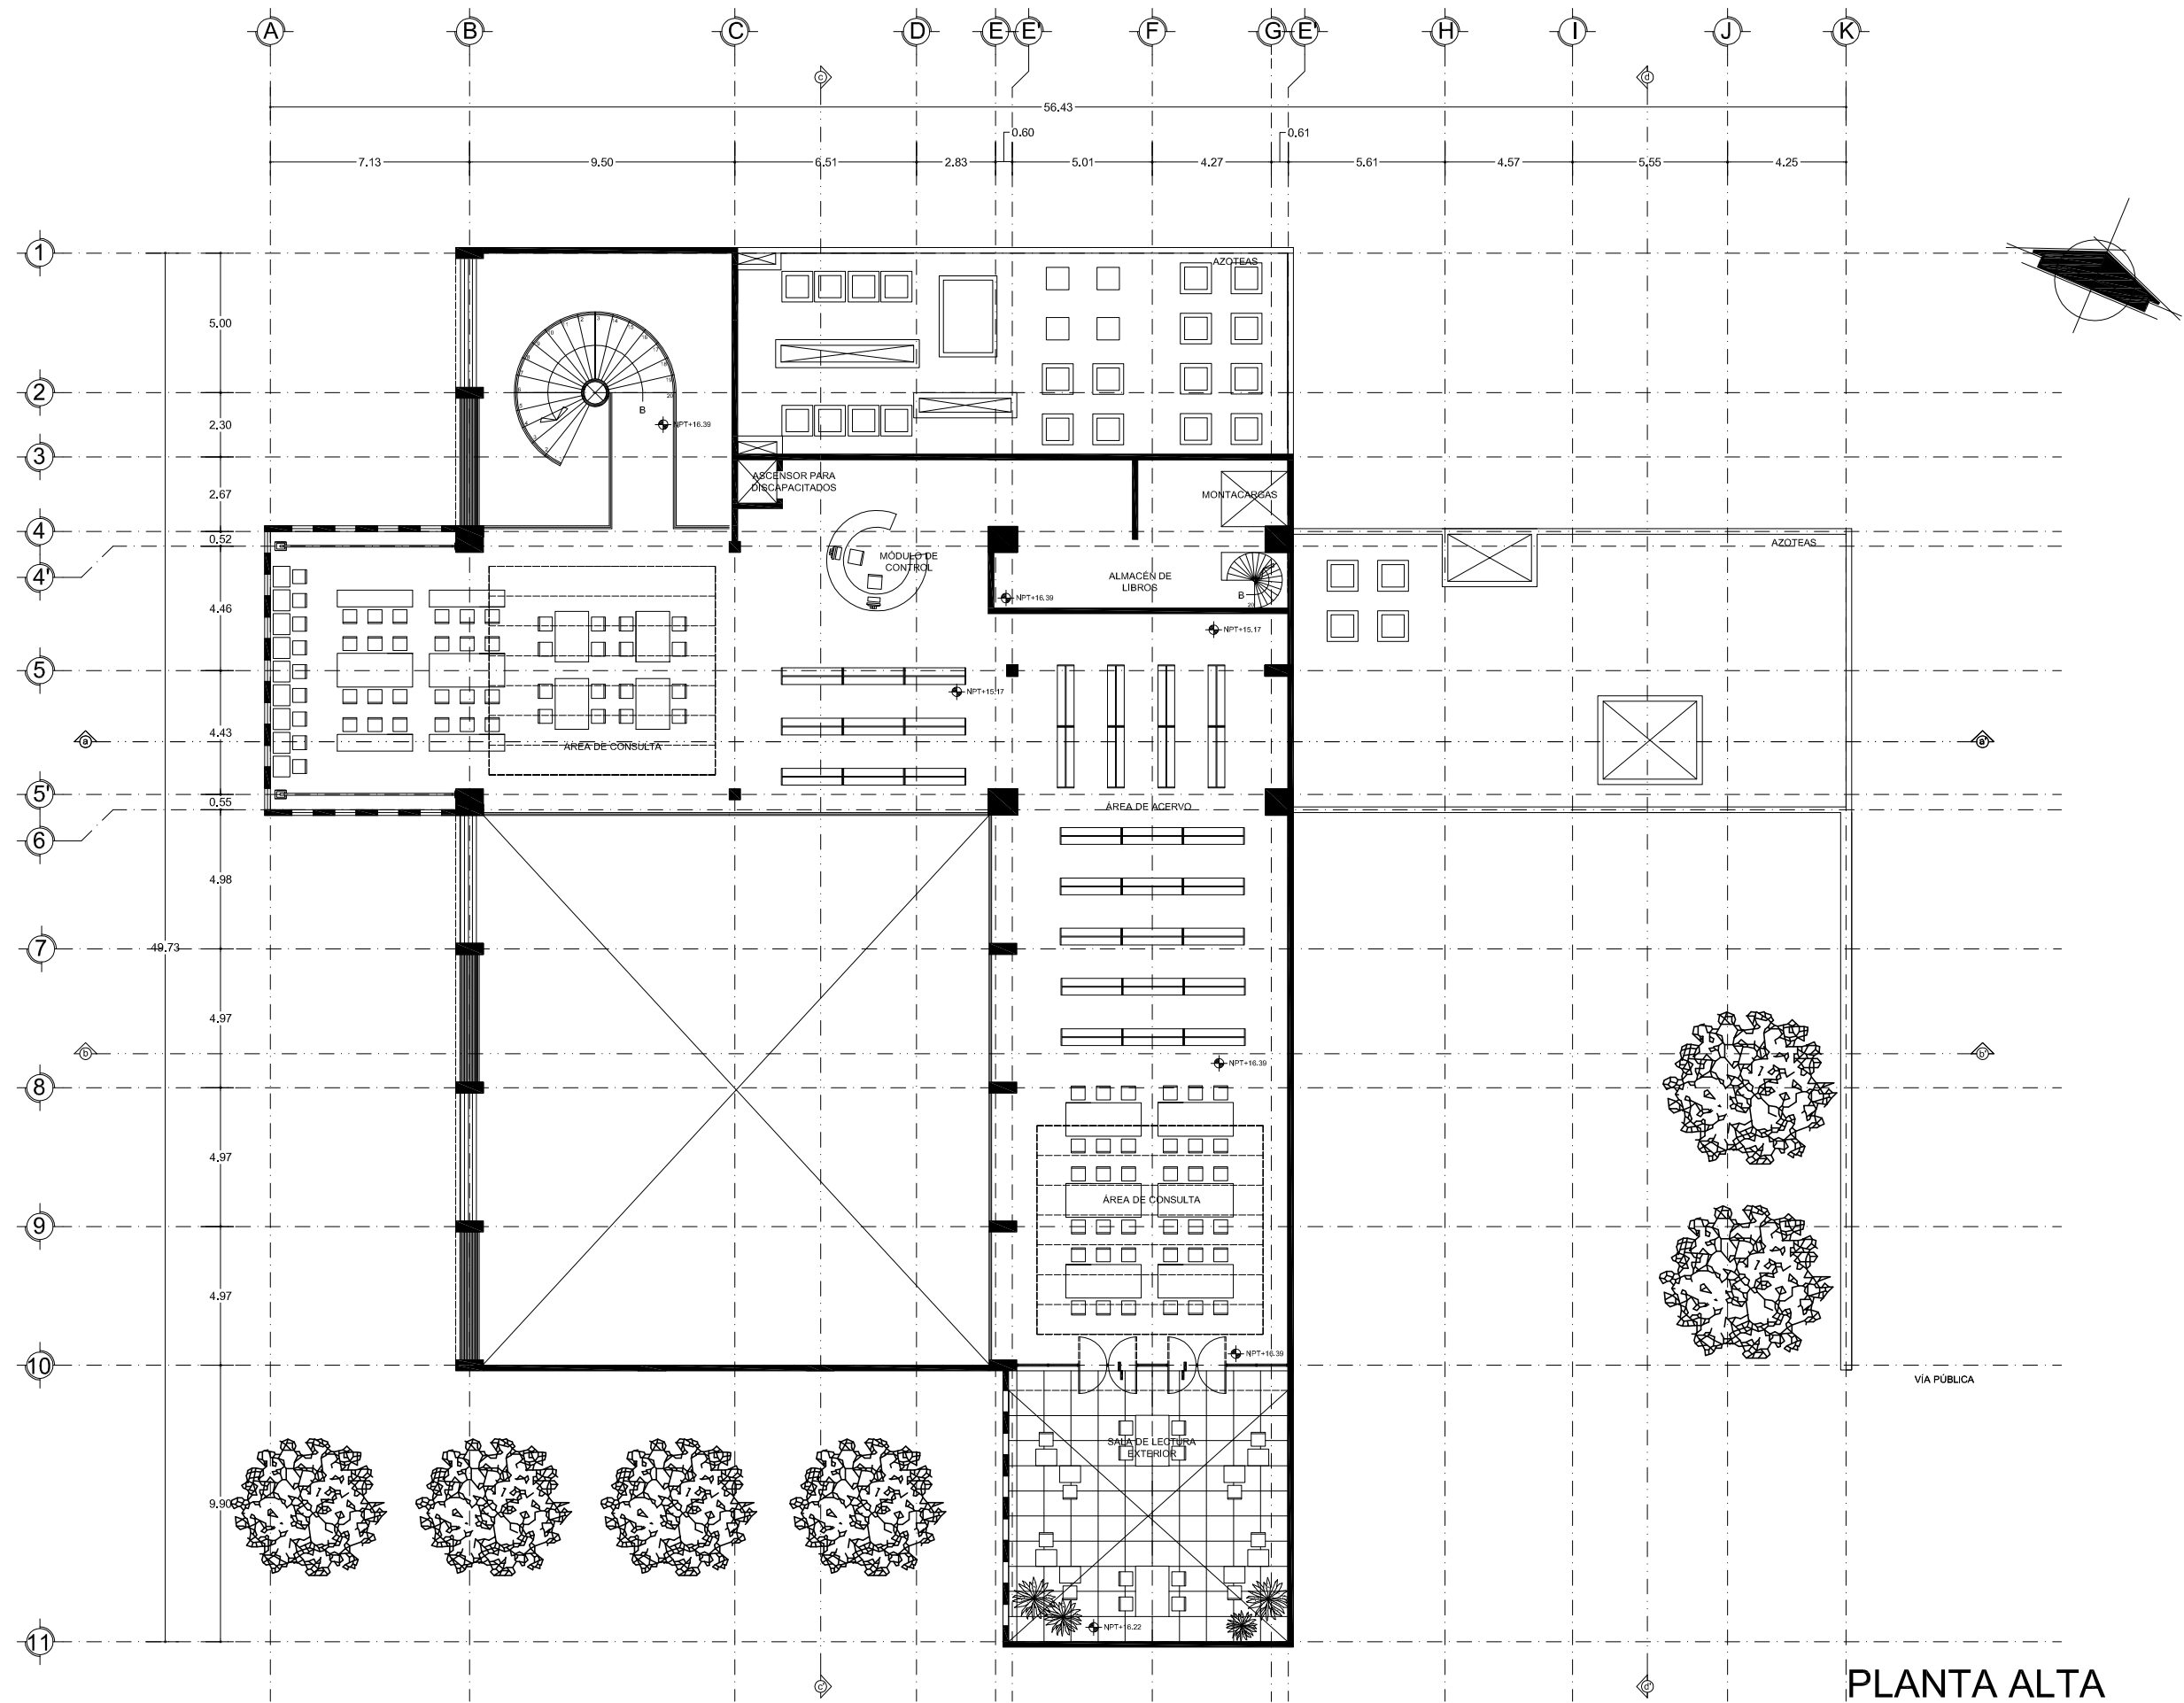 A B C D E E' F G E' H I J K
c d
56.43
0.60 0.61
7.13 9.50 6.51 2.83 5.01 4.27 5.61 4.57 5.55 4.25
1
AZOTEAS
5.00
2
B
2.30
NPT+16.39
3
ASCENSOR PARA
DISCAPACITADOS
2.67
MONTACARGAS
4
0.52
AZOTEAS
MÓDULO DE
CONTROL
4'
ALMACÉN DE
LIBROS
B
20
NPT+16.39
4.46
NPT+15.17
5
NPT+15.17
4.43
a a'
ÁREA DE CONSULTA
5'
0.55
ÁREA DE ACERVO
6
4.98
7
49.73
4.97
b b'
NPT+16.39
8
4.97
ÁREA DE CONSULTA
9
4.97
NPT+16.39
10
VÍA PÚBLICA
SALA DE LECTURA
EXTERIOR
9.90
NPT+16.22
11
c' d'
PLANTA ALTA